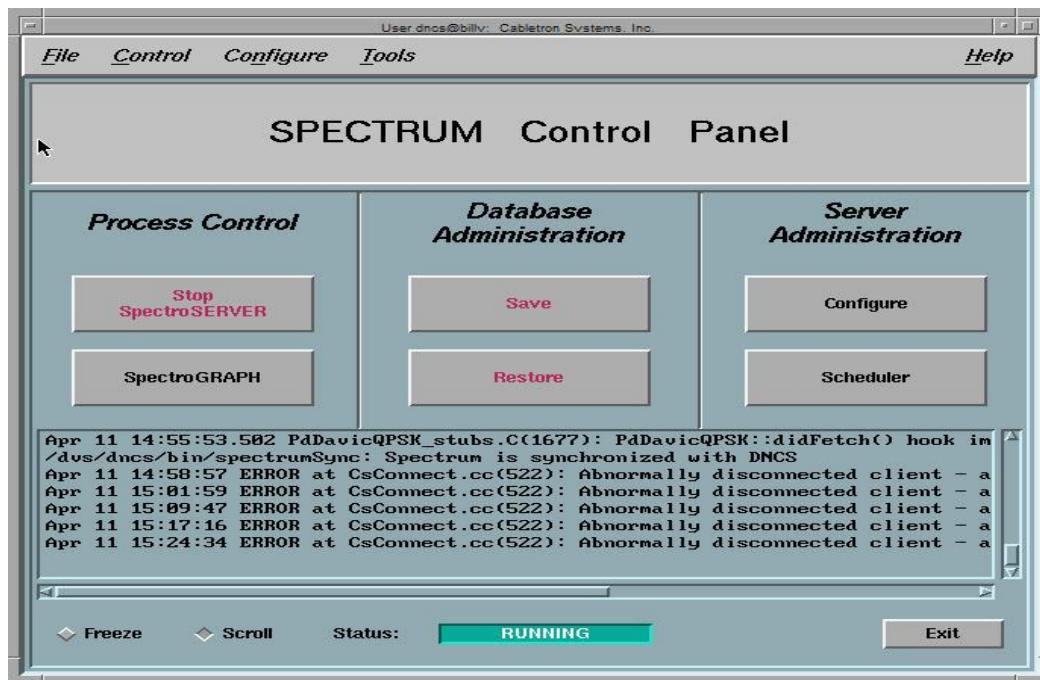 User dncs@billy: Cabletron Systems, Inc.
File Control Configure Tools Help
SPECTRUM Control Panel
Process Control
Stop
SpectroSERVER
SpectroGRAPH
Database
Administration
Save
Restore
Server
Administration
Configure
Scheduler
Apr 11 14:55:53.502 PdDavicQPSK_stubs.C(1677): PdDavicQPSK::didFetch() hook im
/dvs/dncs/bin/spectrumSync: Spectrum is synchronized with DNCS
Apr 11 14:58:57 ERROR at CsConnect.cc(522): Abnormally disconnected client - a
Apr 11 15:01:59 ERROR at CsConnect.cc(522): Abnormally disconnected client - a
Apr 11 15:09:47 ERROR at CsConnect.cc(522): Abnormally disconnected client - a
Apr 11 15:17:16 ERROR at CsConnect.cc(522): Abnormally disconnected client - a
Apr 11 15:24:34 ERROR at CsConnect.cc(522): Abnormally disconnected client - a
Freeze Scroll Status: RUNNING Exit